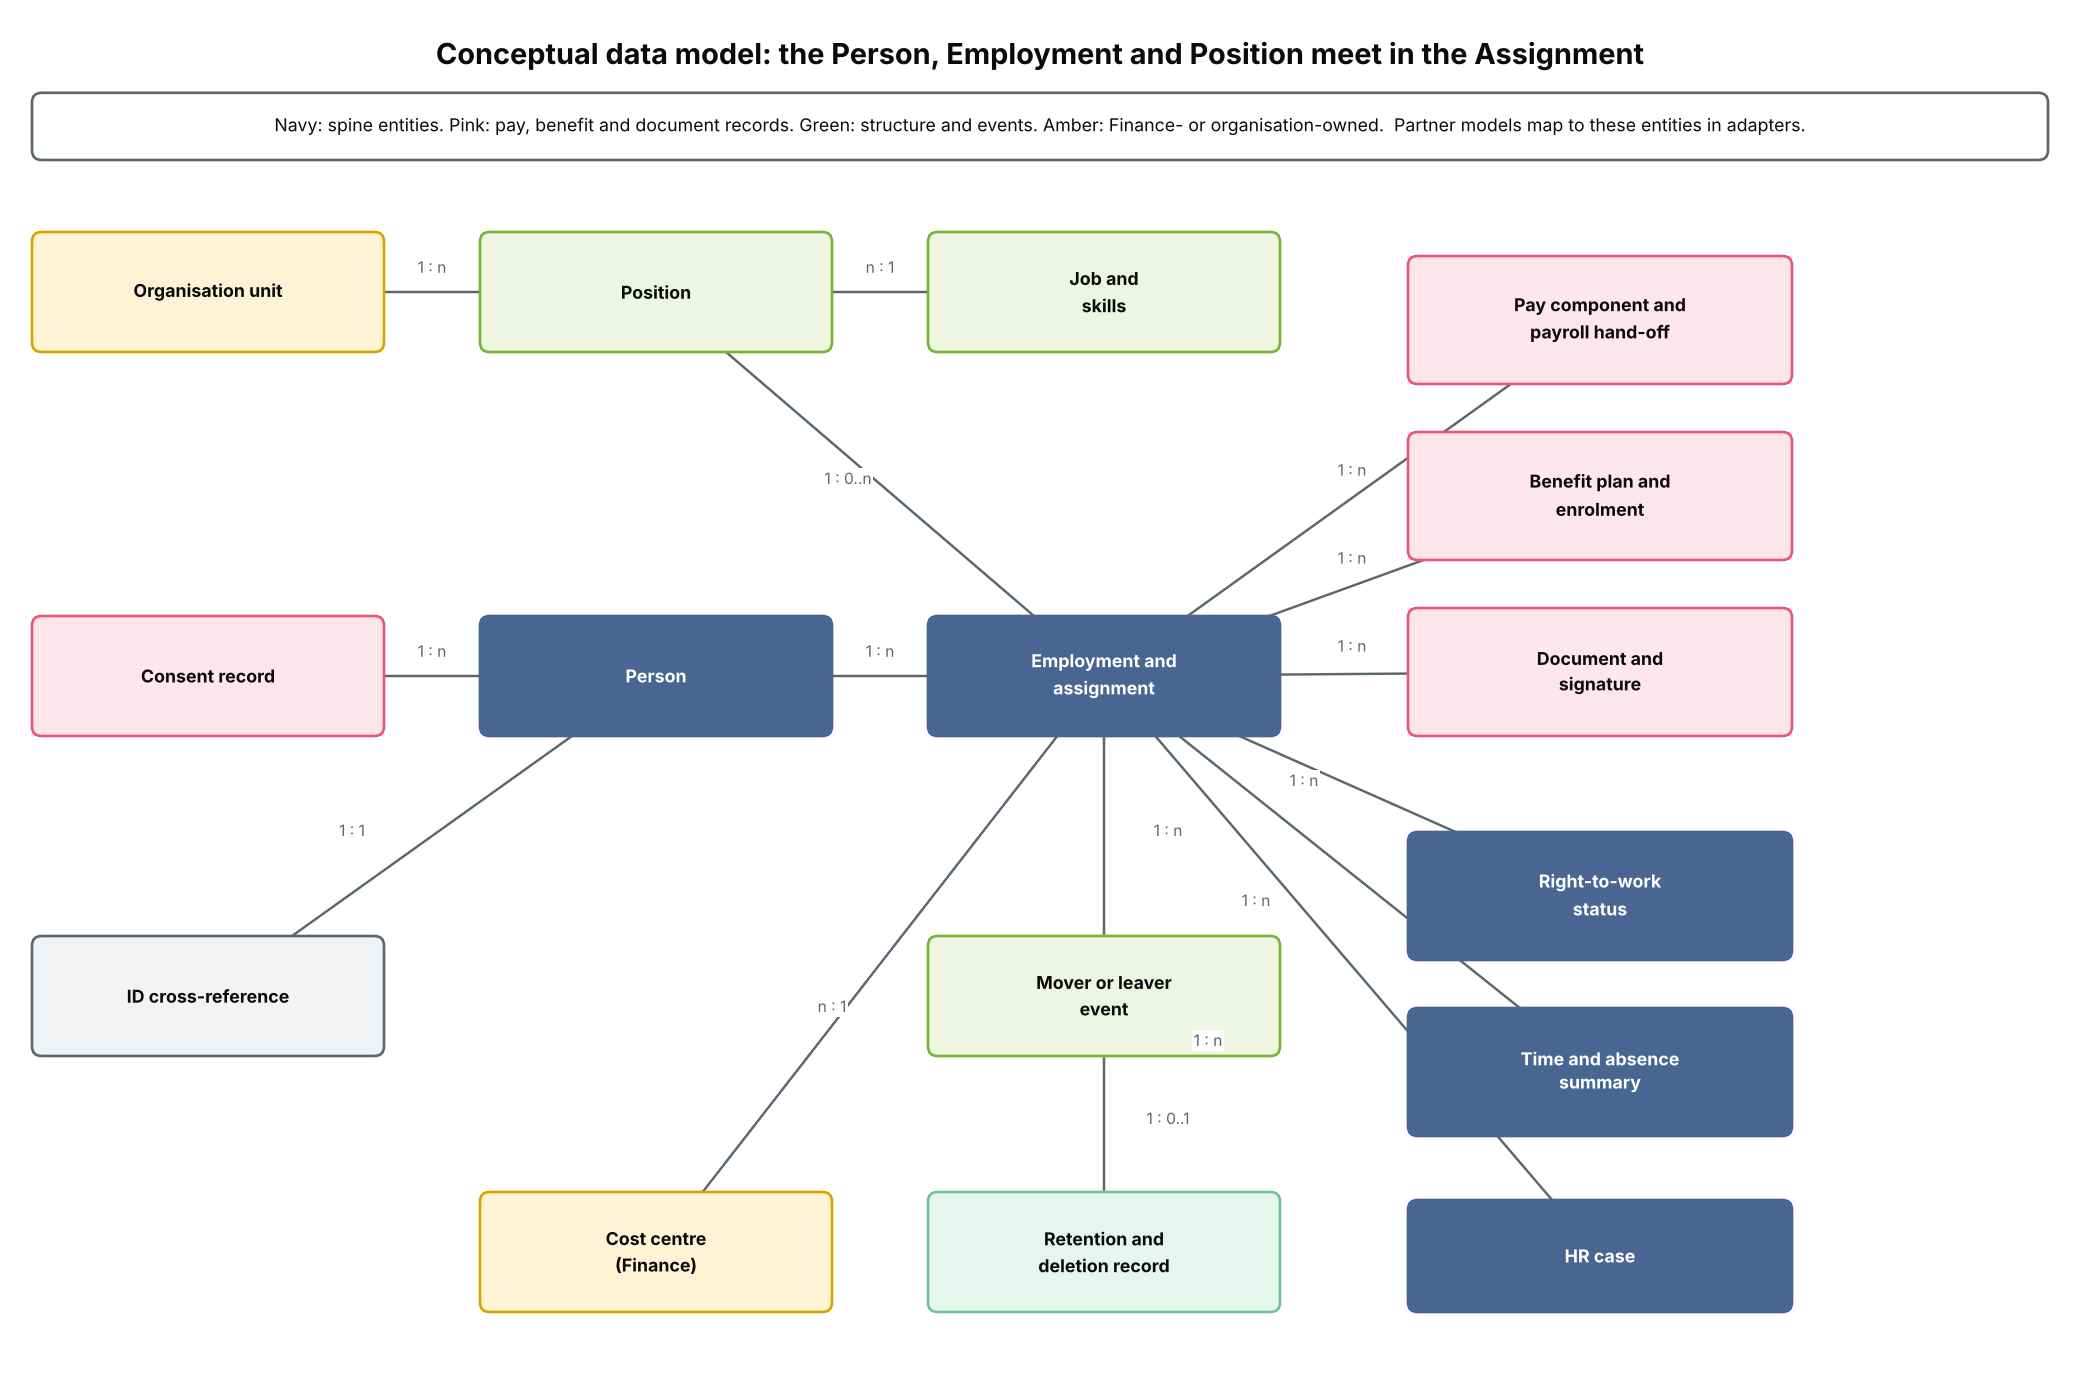 Conceptual data model: the Person, Employment and Position meet in the Assignment
Navy: spine entities. Pink: pay, benefit and document records. Green: structure and events. Amber: Finance- or organisation-owned.  Partner models map to these entities in adapters.
Organisation unit
1 : n
Position
n : 1
Job and
skills
Pay component and
payroll hand-off
1 : 0..n
1 : n
Benefit plan and
enrolment
1 : n
Consent record
1 : n
Person
1 : n
Employment and
assignment
1 : n
Document and
signature
1 : 1
1 : n
1 : n
1 : n
Right-to-work
status
ID cross-reference
n : 1
Mover or leaver
event
1 : n
Time and absence
summary
1 : 0..1
Cost centre
(Finance)
Retention and
deletion record
HR case